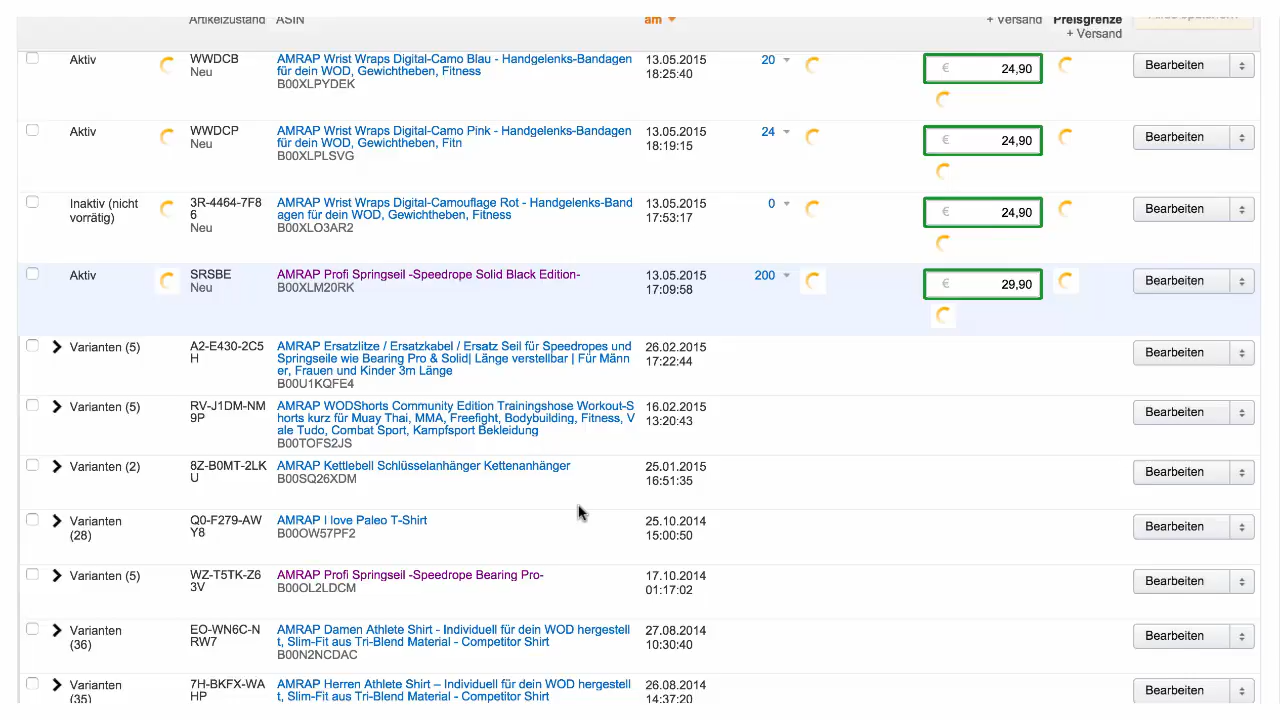 Artikelzustand ASIN am + Versand Preisgrenze
+ Versand
Aktiv WWDCB AMRAP Wrist Wraps Digital-Camo Blau - Handgelenks-Bandagen 13.05.2015 20 € 24,90 Bearbeiten
Neu für dein WOD, Gewichtheben, Fitness 18:25:40
B00XLPYDEK
Aktiv WWDCP AMRAP Wrist Wraps Digital-Camo Pink - Handgelenks-Bandagen 13.05.2015 24 € 24,90 Bearbeiten
Neu für dein WOD, Gewichtheben, Fitn 18:19:15
B00XLPLSVG
Inaktiv (nicht 3R-4464-7F8 AMRAP Wrist Wraps Digital-Camouflage Rot - Handgelenks-Band 13.05.2015 0 € 24,90 Bearbeiten
vorrätig) 6 agen für dein WOD, Gewichtheben, Fitness 17:53:17
Neu B00XLO3AR2
Aktiv SRSBE AMRAP Profi Springseil -Speedrope Solid Black Edition- 13.05.2015 200 € 29,90 Bearbeiten
Neu B00XLM20RK 17:09:58
Varianten (5) A2-E430-2C5 AMRAP Ersatzlitze / Ersatzkabel / Ersatz Seil für Speedropes und 26.02.2015 Bearbeiten
H Springseile wie Bearing Pro & Solid| Länge verstellbar | Für Männ 17:22:44
er, Frauen und Kinder 3m Länge
B00U1KQFE4
Varianten (5) RV-J1DM-NM AMRAP WODShorts Community Edition Trainingshose Workout-S 16.02.2015 Bearbeiten
9P horts kurz für Muay Thai, MMA, Freefight, Bodybuilding, Fitness, V 13:20:43
ale Tudo, Combat Sport, Kampfsport Bekleidung
B00TOFS2JS
Varianten (2) 8Z-B0MT-2LK AMRAP Kettlebell Schlüsselanhänger Kettenanhänger 25.01.2015 Bearbeiten
U B00SQ26XDM 16:51:35
Varianten Q0-F279-AW AMRAP I love Paleo T-Shirt 25.10.2014 Bearbeiten
(28) Y8 B00OW57PF2 15:00:50
Varianten (5) WZ-T5TK-Z6 AMRAP Profi Springseil -Speedrope Bearing Pro- 17.10.2014 Bearbeiten
3V B00OL2LDCM 01:17:02
Varianten EO-WN6C-N AMRAP Damen Athlete Shirt - Individuell für dein WOD hergestell 27.08.2014 Bearbeiten
(36) RW7 t, Slim-Fit aus Tri-Blend Material - Competitor Shirt 10:30:40
B00N2NCDAC
Varianten 7H-BKFX-WA AMRAP Herren Athlete Shirt – Individuell für dein WOD hergestell 26.08.2014 Bearbeiten
(35) HP t, Slim-Fit aus Tri-Blend Material - Competitor Shirt 14:37:20